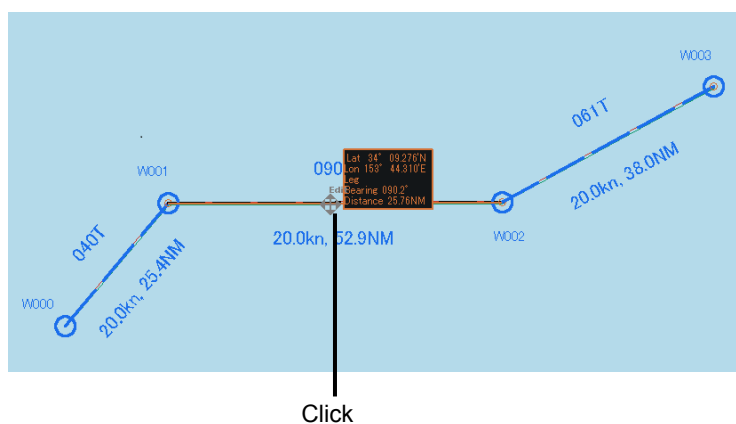 W003
061T
20.0kn, 38.0NM
W001
090
Lat 34° 09.276'N
Lon 153° 44.310'E
Leg
Bearing 090.2°
Distance 25.76NM
Edi
20.0kn, 52.9NM
W002
040T
20.0kn, 25.4NM
W000
Click